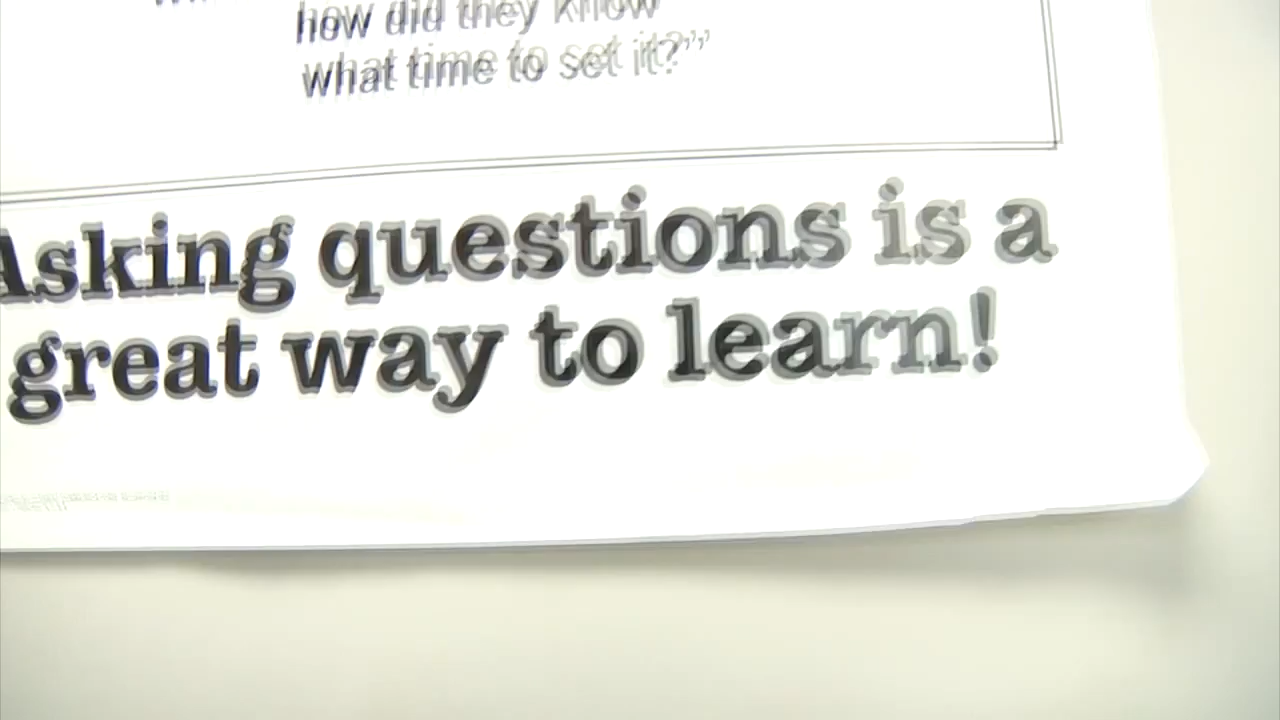 how did they know
what time to set it?”
Asking questions is a
great way to learn!